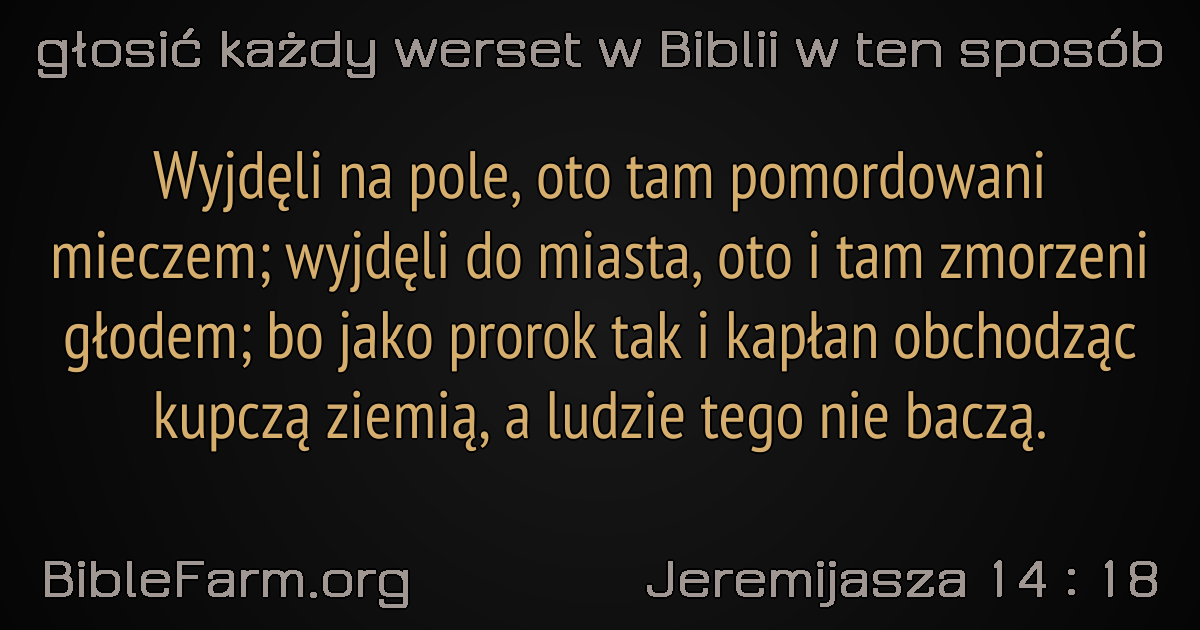 głosić każdy werset w Biblii w ten sposób
Wyjdęli na pole, oto tam pomordowani
mieczem; wyjdęli do miasta, oto i tam zmorzeni
głodem; bo jako prorok tak i kapłan obchodząc
kupczą ziemią, a ludzie tego nie baczą.
BibleFarm.org
Jeremijasza 14 : 18